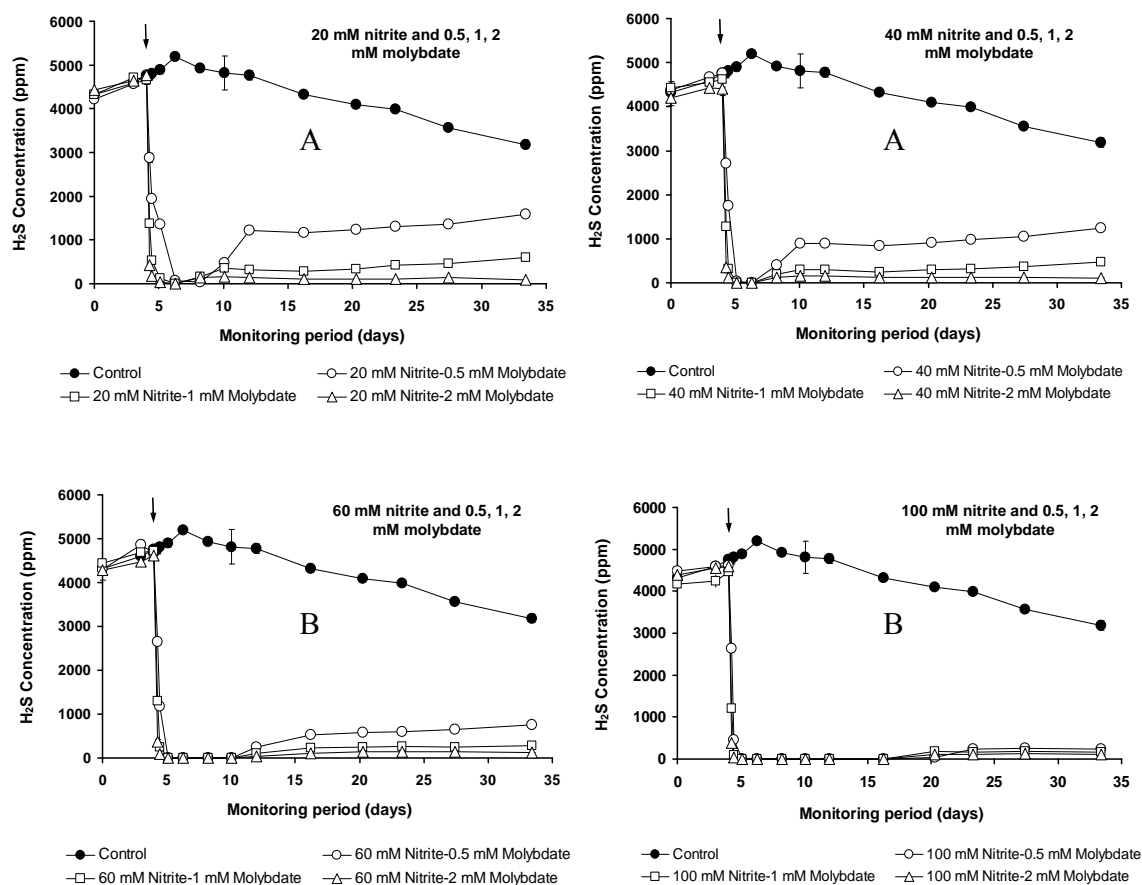 20 mM nitrite and 0.5, 1, 2
mM molybdate
H₂S Concentration (ppm)
6000
5000
4000
3000
2000
1000
0
A
0 5 10 15 20 25 30 35
Monitoring period (days)
Control
20 mM Nitrite-0.5 mM Molybdate
20 mM Nitrite-1 mM Molybdate
20 mM Nitrite-2 mM Molybdate
40 mM nitrite and 0.5, 1, 2
mM molybdate
H₂S Concentration (ppm)
6000
5000
4000
3000
2000
1000
0
A
0 5 10 15 20 25 30 35
Monitoring period (days)
Control
40 mM Nitrite-0.5 mM Molybdate
40 mM Nitrite-1 mM Molybdate
40 mM Nitrite-2 mM Molybdate
60 mM nitrite and 0.5, 1, 2
mM molybdate
H₂S Concentration (ppm)
6000
5000
4000
3000
2000
1000
0
B
0 5 10 15 20 25 30 35
Monitoring period (days)
Control
60 mM Nitrite-0.5 mM Molybdate
60 mM Nitrite-1 mM Molybdate
60 mM Nitrite-2 mM Molybdate
100 mM nitrite and 0.5, 1, 2
mM molybdate
H₂S Concentration (ppm)
6000
5000
4000
3000
2000
1000
0
B
0 5 10 15 20 25 30 35
Monitoring period (days)
Control
100 mM Nitrite-0.5 mM Molybdate
100 mM Nitrite-1 mM Molybdate
100 mM Nitrite-2 mM Molybdate